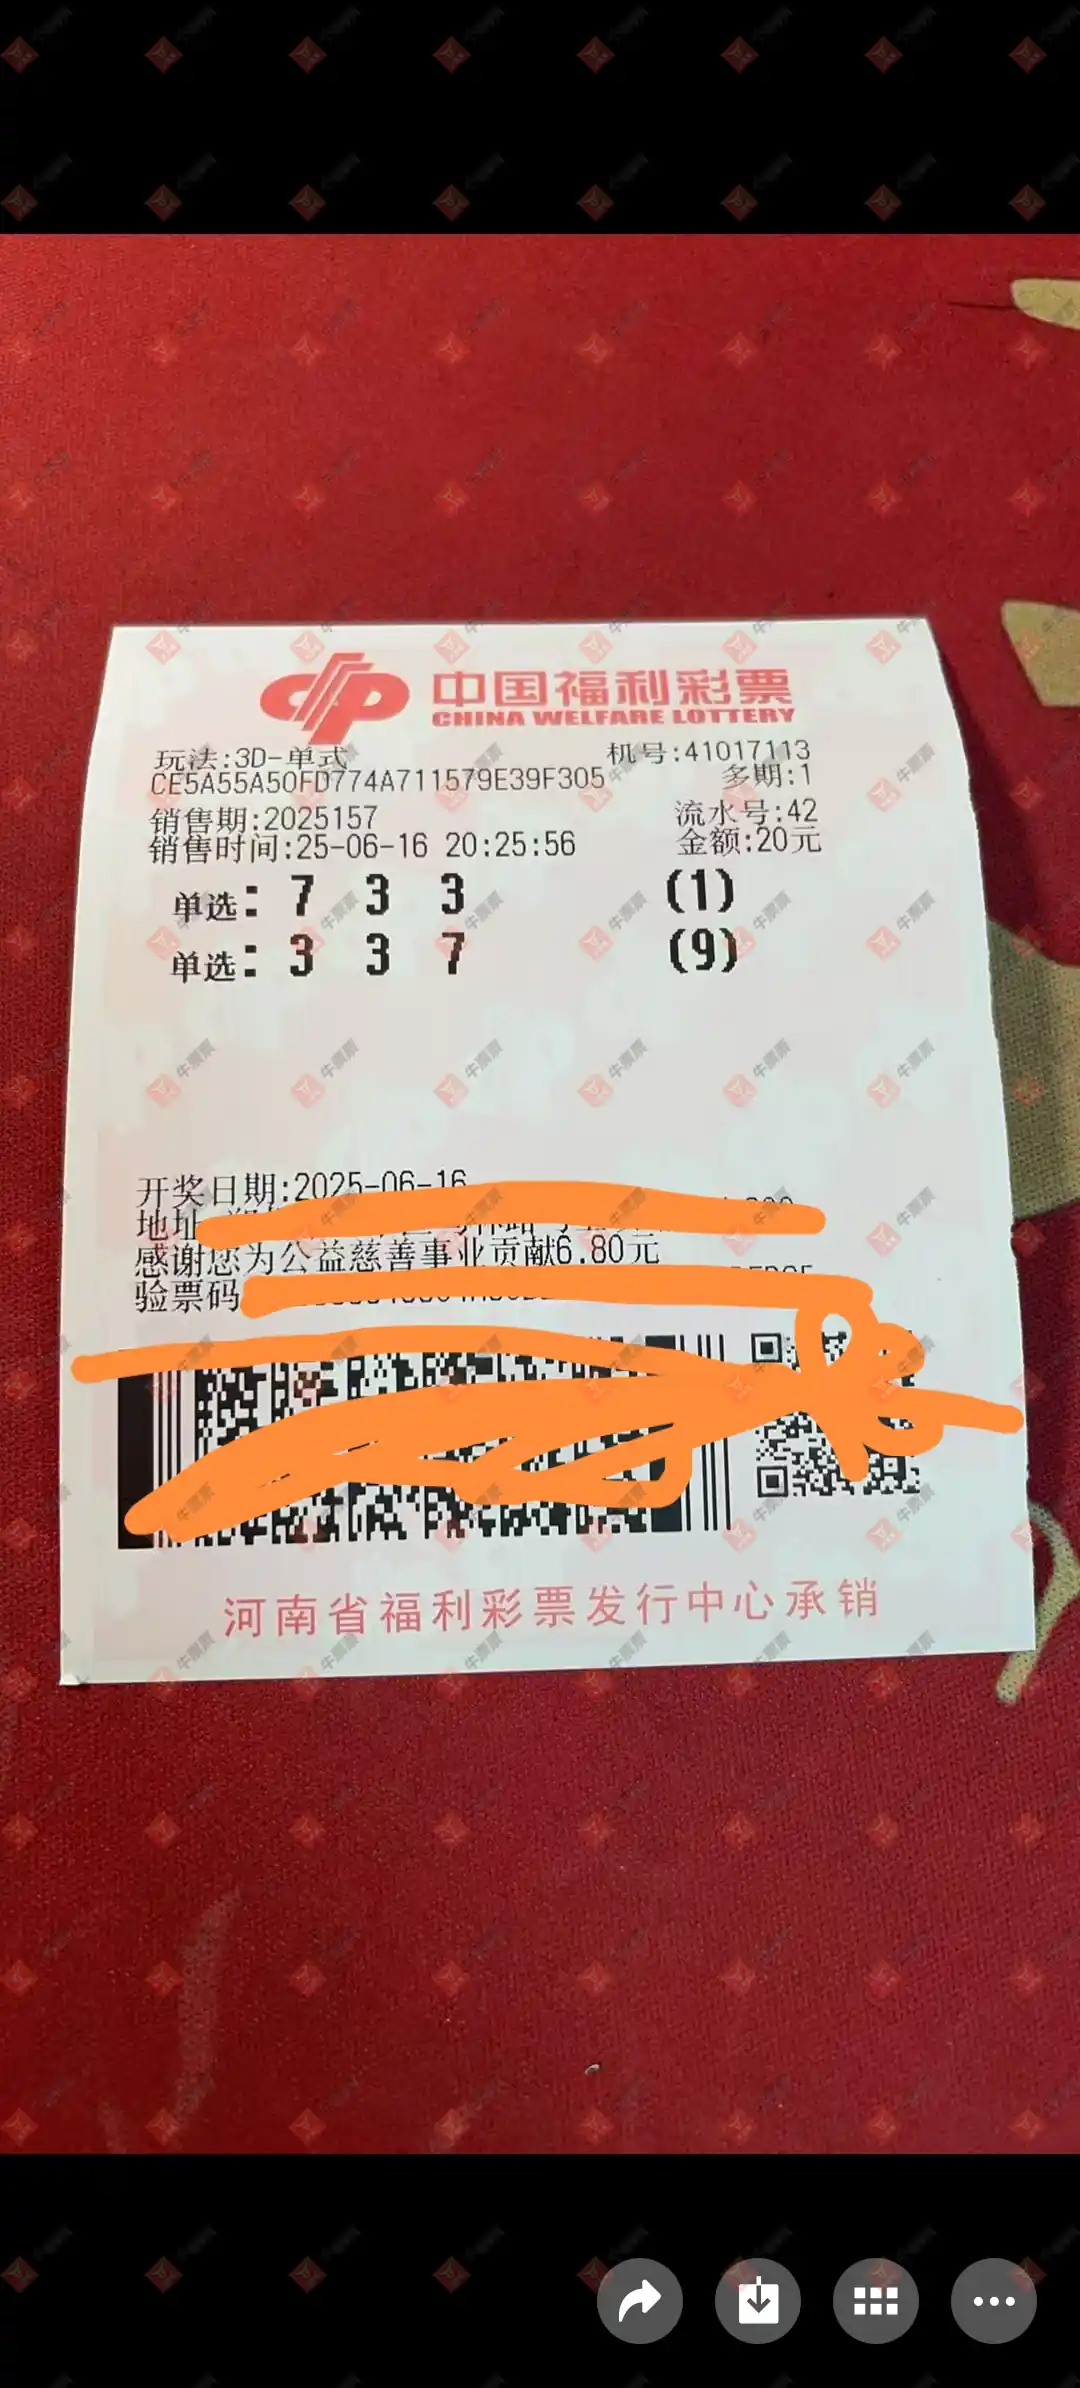 中国福利彩票
CHINA WELFARE LOTTERY
玩法:3D-单式 机号:41017113
CE5A55A50FD774A711579E39F305 多期:1
销售期:2025157 流水号:42
销售时间:25-06-16 20:25:56 金额:20元
单选: 7 3 3 (1)
单选: 3 3 7 (9)
开奖日期:2025-06-16
地址
感谢您为公益慈善事业贡献6.80元
验票码
河南省福利彩票发行中心承销
牛票票